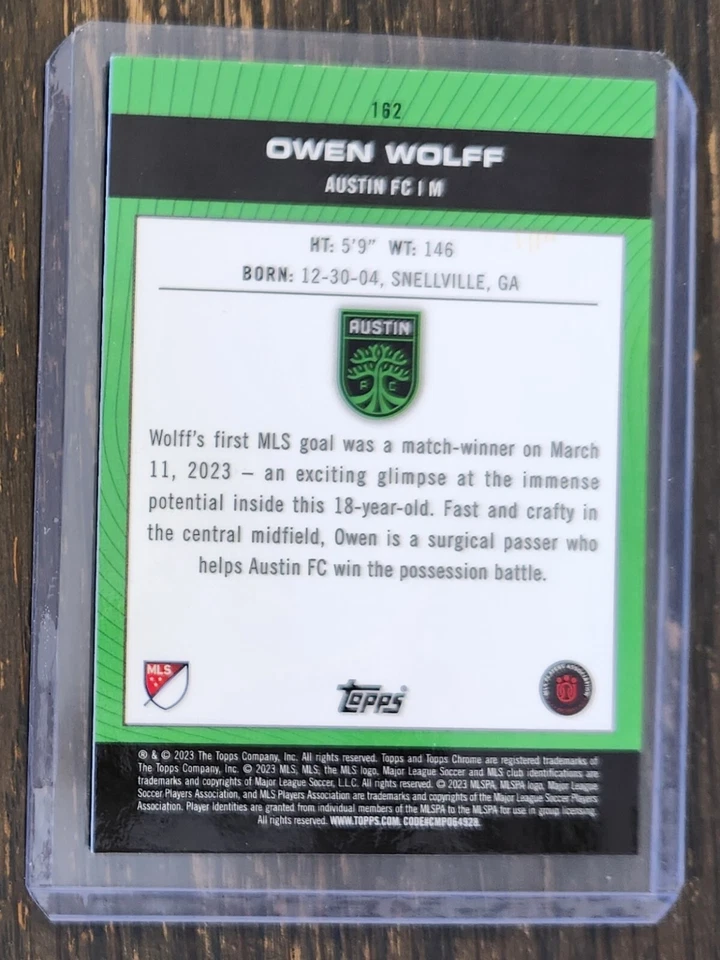 162
OWEN WOLFF
AUSTIN FC | M
HT: 5'9" WT: 146
BORN: 12-30-04, SNELLVILLE, GA
AUSTIN
F C
Wolff's first MLS goal was a match-winner on March
11, 2023 – an exciting glimpse at the immense
potential inside this 18-year-old. Fast and crafty in
the central midfield, Owen is a surgical passer who
helps Austin FC win the possession battle.
MLS
topps
MLS PLAYERS ASSOCIATION
® & © 2023 The Topps Company, Inc. All rights reserved. Topps and Topps Chrome are registered trademarks of
The Topps Company, Inc. © 2023 MLS, MLS, the MLS logo, Major League Soccer and MLS club identifications are
trademarks and copyrights of Major League Soccer, L.L.C. All rights reserved. © 2023 MLSPA, MLSPA logo, Major League
Soccer Players Association, and MLS Players Association are trademarks and copyrights of the Major League Soccer Players
Association. Player Identities are granted from individual members of the MLSPA to the MLSPA for use in group licensing.
All rights reserved. WWW.TOPPS.COM. CODE#CMP064928.